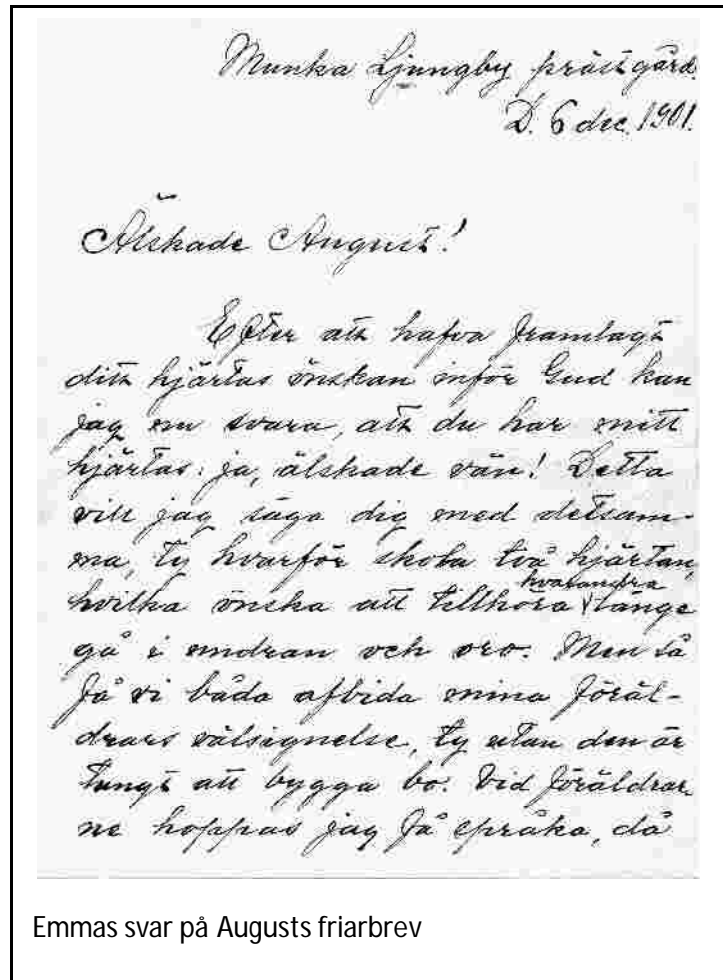 Munka Ljungby prästgård.
D. 6 dec. 1901.
Älskade August!
Efter att hafva framlagt
ditt hjärtas önskan inför Gud kan
jag nu svara, att du har mitt
hjärtas: ja, älskade vän! Detta
vill jag säga dig med detsam-
ma, ty hvarför skola två hjärtan,
hvilka önska att tillhöra hvarandra länge
gå i undran och oro. Men så
få vi båda afbida mina föräl-
drars välsignelse, ty utan den är
tungt att bygga bo. Vid föräldrar-
ne hoppas jag få språka, då
Emmas svar på Augusts friarbrev